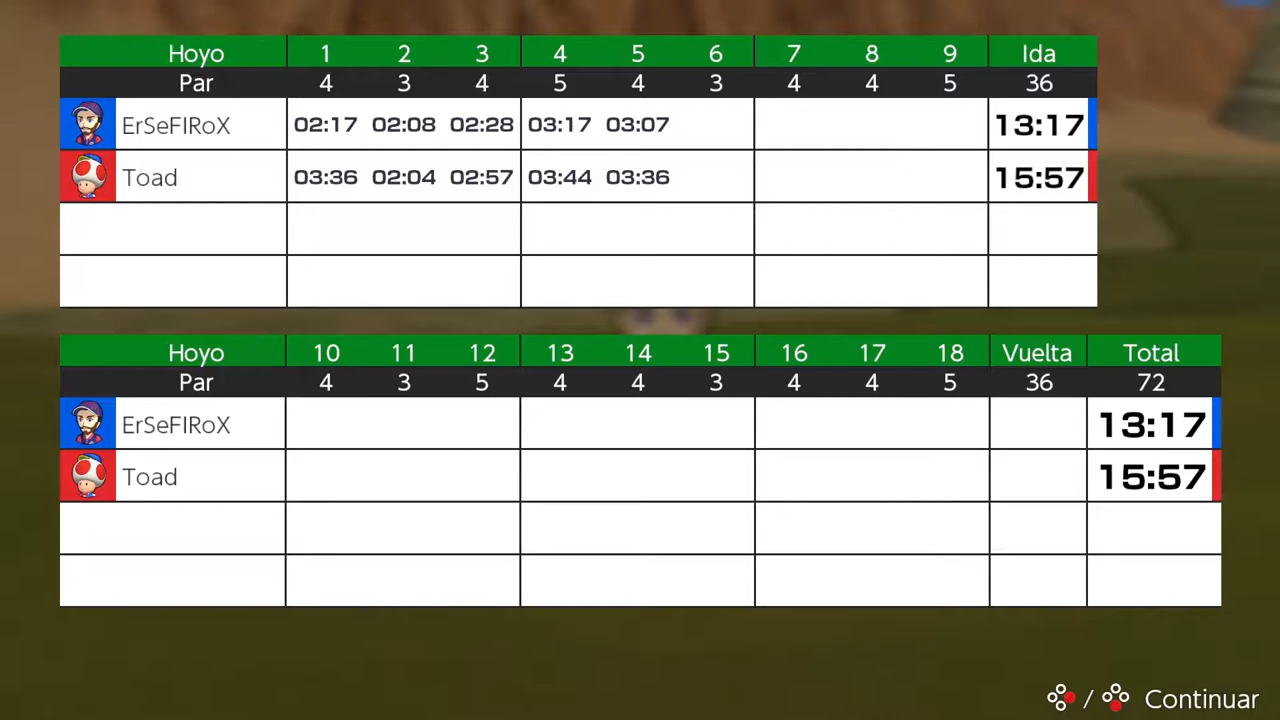 Hoyo 1 2 3 4 5 6 7 8 9 Ida
Par 4 3 4 5 4 3 4 4 5 36
ErSeFIRoX 02:17 02:08 02:28 03:17 03:07 13:17
Toad 03:36 02:04 02:57 03:44 03:36 15:57
Hoyo 10 11 12 13 14 15 16 17 18 Vuelta Total
Par 4 3 5 4 4 3 4 4 5 36 72
ErSeFIRoX 13:17
Toad 15:57
/ Continuar